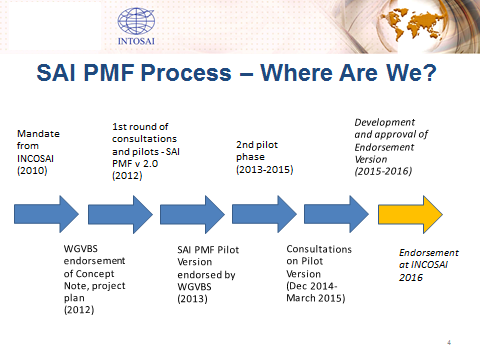 INTOSAI
SAI PMF Process – Where Are We?
Mandate
from
INCOSAI
(2010)
1st round of
consultations
and pilots - SAI
PMF v 2.0
(2012)
2nd pilot
phase
(2013-2015)
Development
and approval of
Endorsement
Version
(2015-2016)
WGVBS
endorsement
of Concept
Note, project
plan
(2012)
SAI PMF Pilot
Version
endorsed by
WGVBS
(2013)
Consultations
on Pilot
Version
(Dec 2014-
March 2015)
Endorsement
at INCOSAI
2016
4